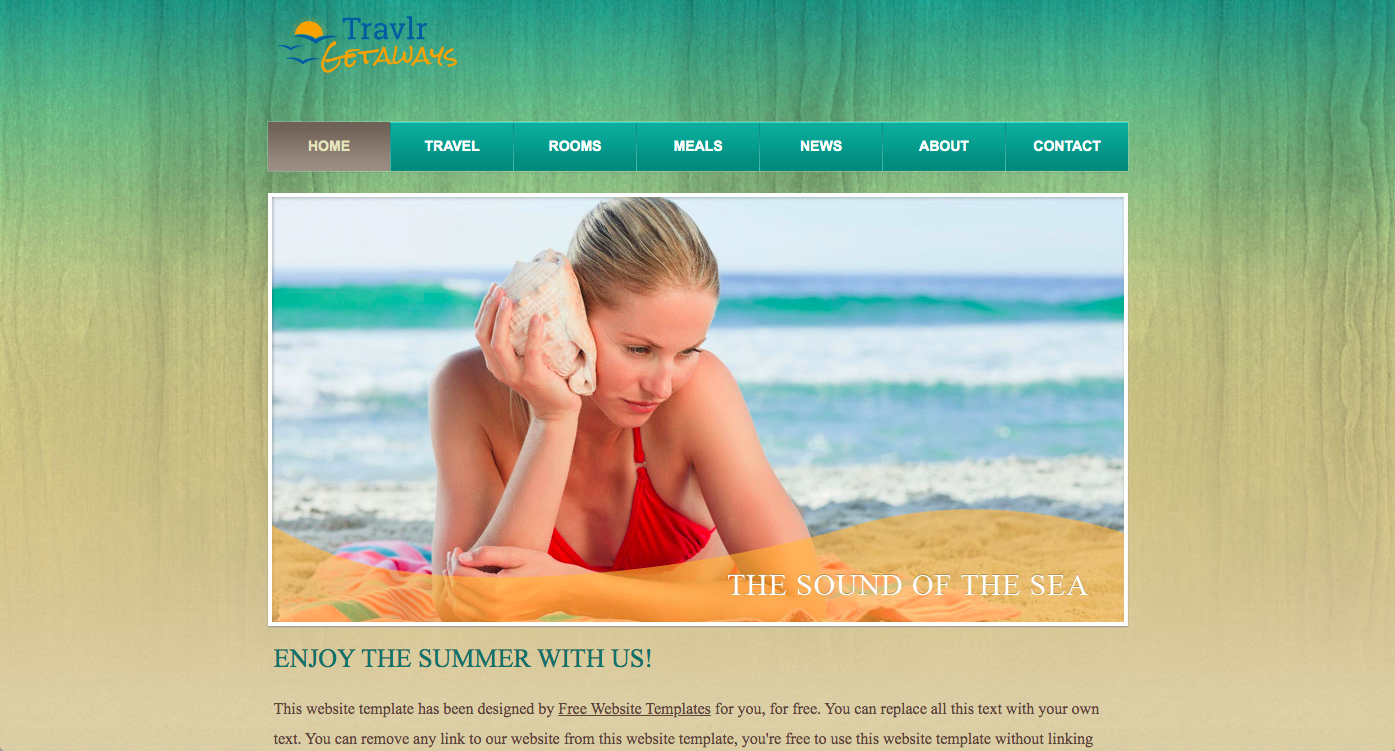 Travlr
Getaways
HOME TRAVEL ROOMS MEALS NEWS ABOUT CONTACT
THE SOUND OF THE SEA
ENJOY THE SUMMER WITH US!
This website template has been designed by Free Website Templates for you, for free. You can replace all this text with your own
text. You can remove any link to our website from this website template, you're free to use this website template without linking